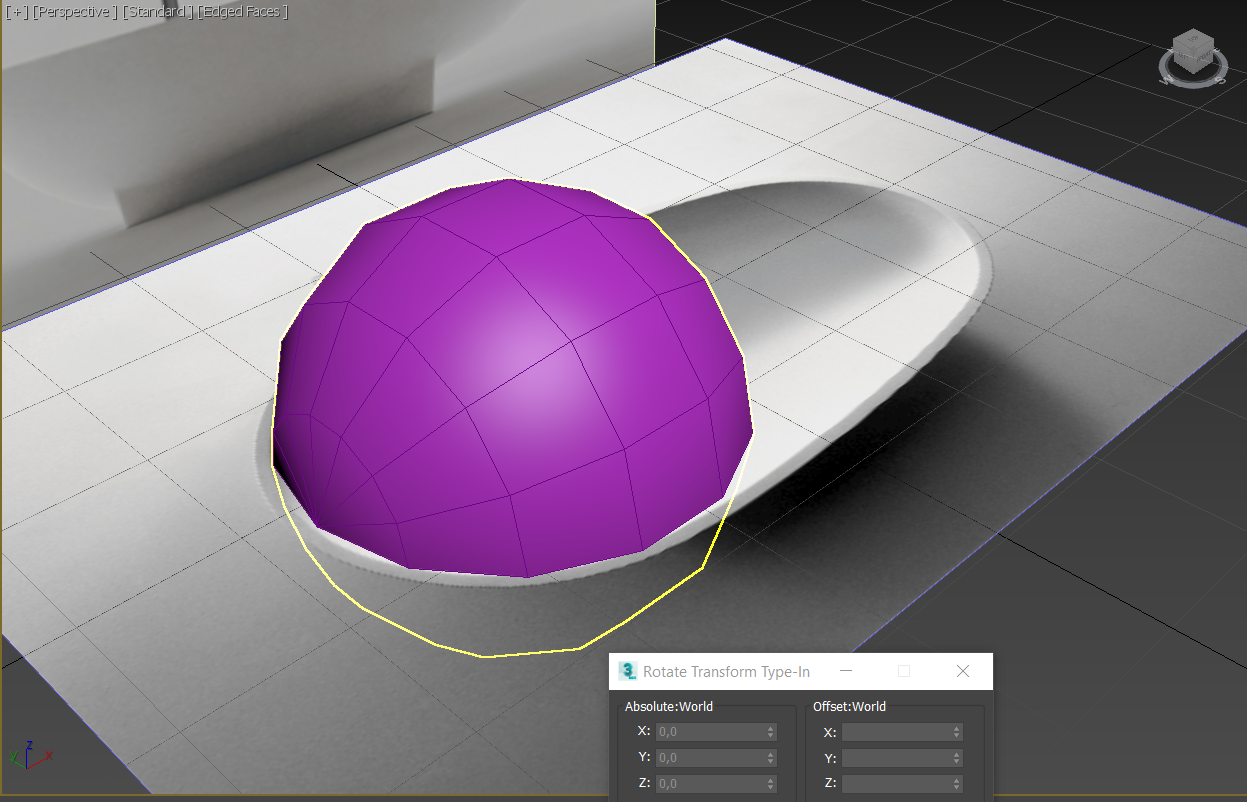 [+] [Perspective] [Standard] [Edged Faces]
Z
Y
X
Rotate Transform Type-In
Absolute:World Offset:World
X: 0,0 X:
Y: 0,0 Y:
Z: 0,0 Z: